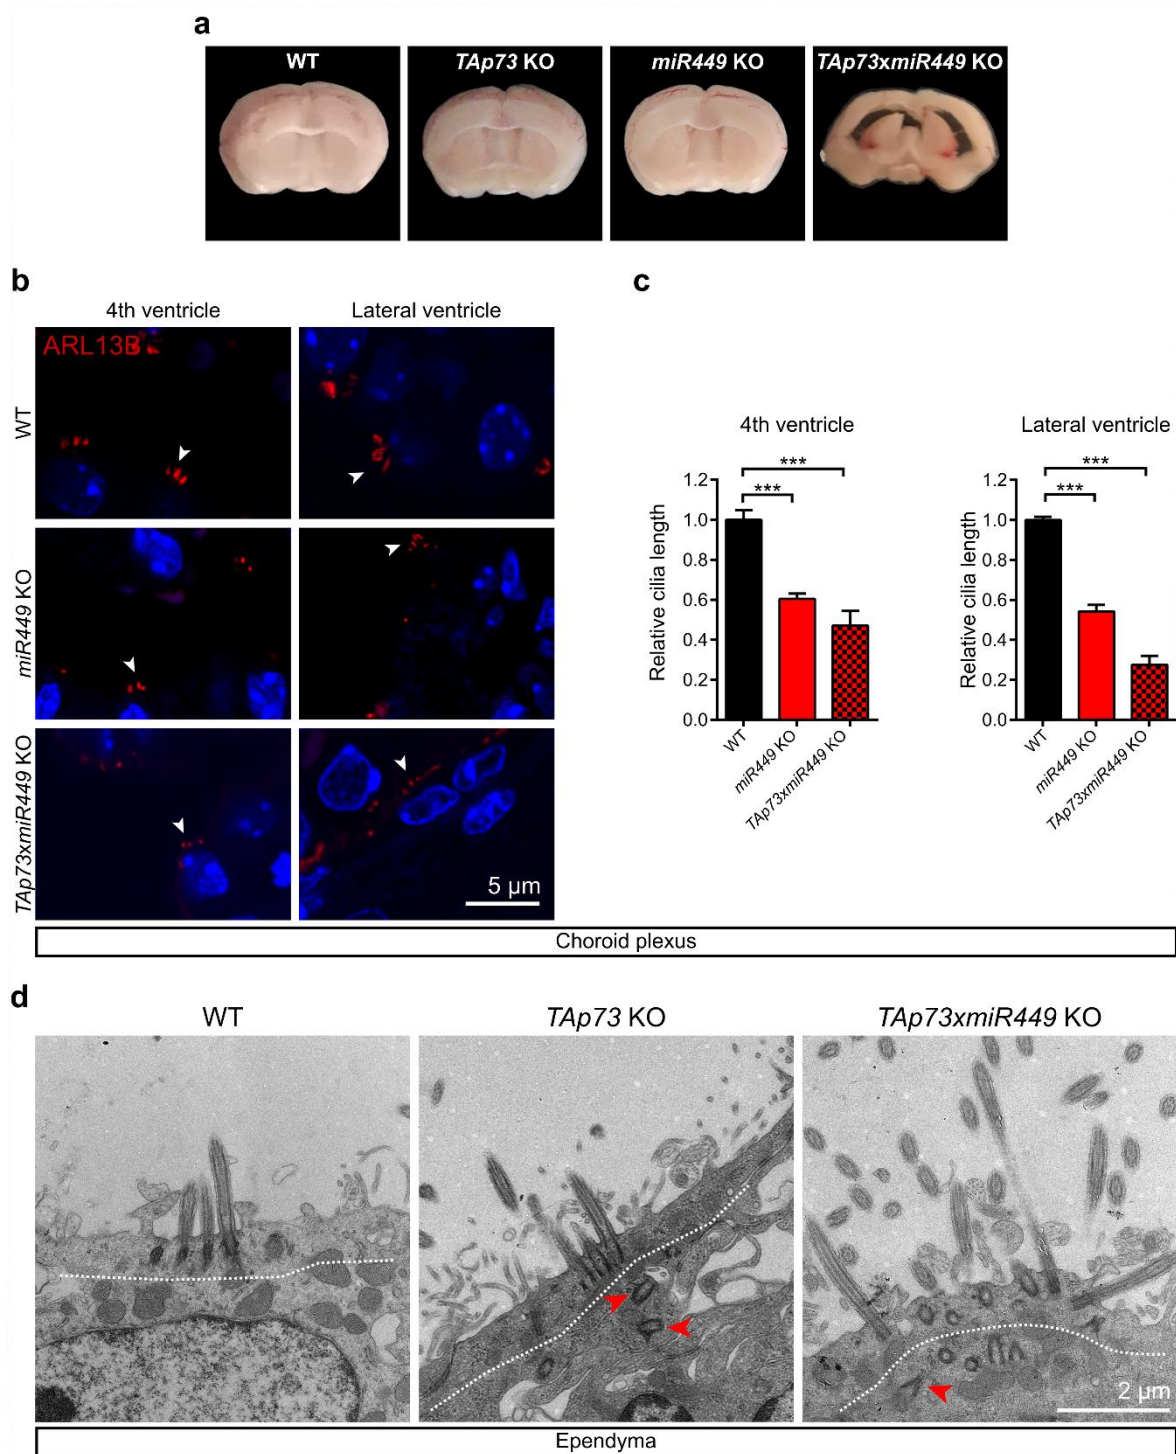 a
WT
TAp73 KO
miR449 KO
TAp73xmiR449 KO
b
4th ventricle
Lateral ventricle
ARL13B
WT
miR449 KO
TAp73xmiR449 KO
5 µm
c
4th ventricle
Relative cilia length
1.2
1.0
0.8
0.6
0.4
0.2
0.0
***
***
WT
miR449 KO
TAp73xmiR449 KO
Lateral ventricle
Relative cilia length
1.2
1.0
0.8
0.6
0.4
0.2
0.0
***
***
WT
miR449 KO
TAp73xmiR449 KO
Choroid plexus
d
WT
TAp73 KO
TAp73xmiR449 KO
2 µm
Ependyma